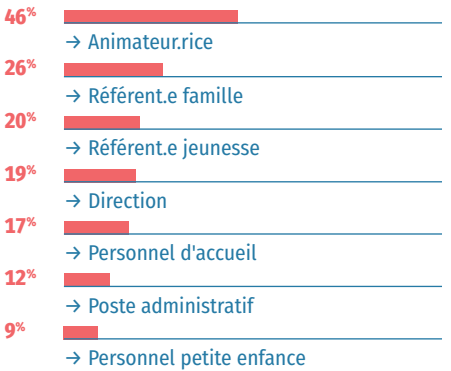 46%
→ Animateur.rice
26%
→ Référent.e famille
20%
→ Référent.e jeunesse
19%
→ Direction
17%
→ Personnel d'accueil
12%
→ Poste administratif
9%
→ Personnel petite enfance